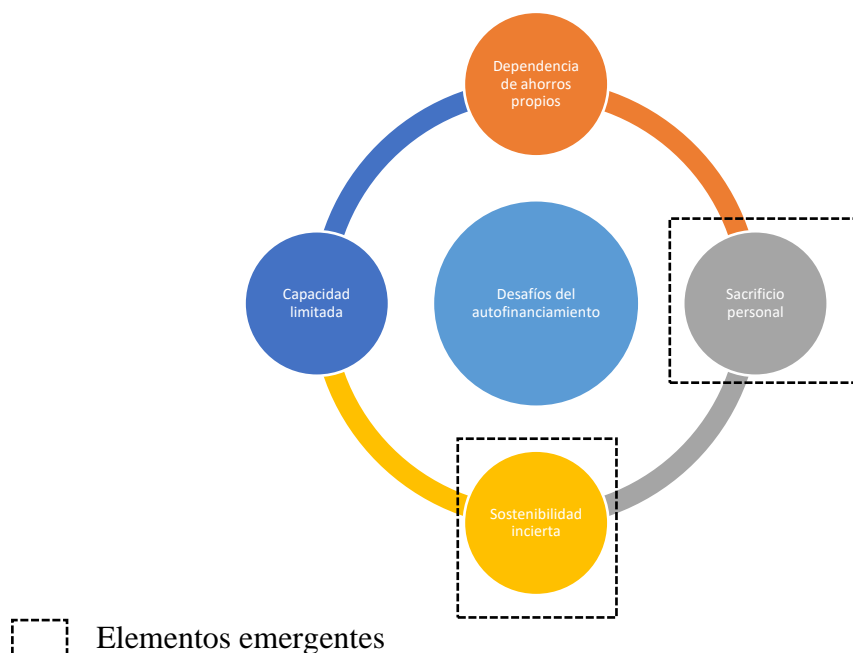 Dependencia
de ahorros
propios
Capacidad
limitada
Desafíos del
autofinanciamiento
Sacrificio
personal
Sostenibilidad
incierta
Elementos emergentes